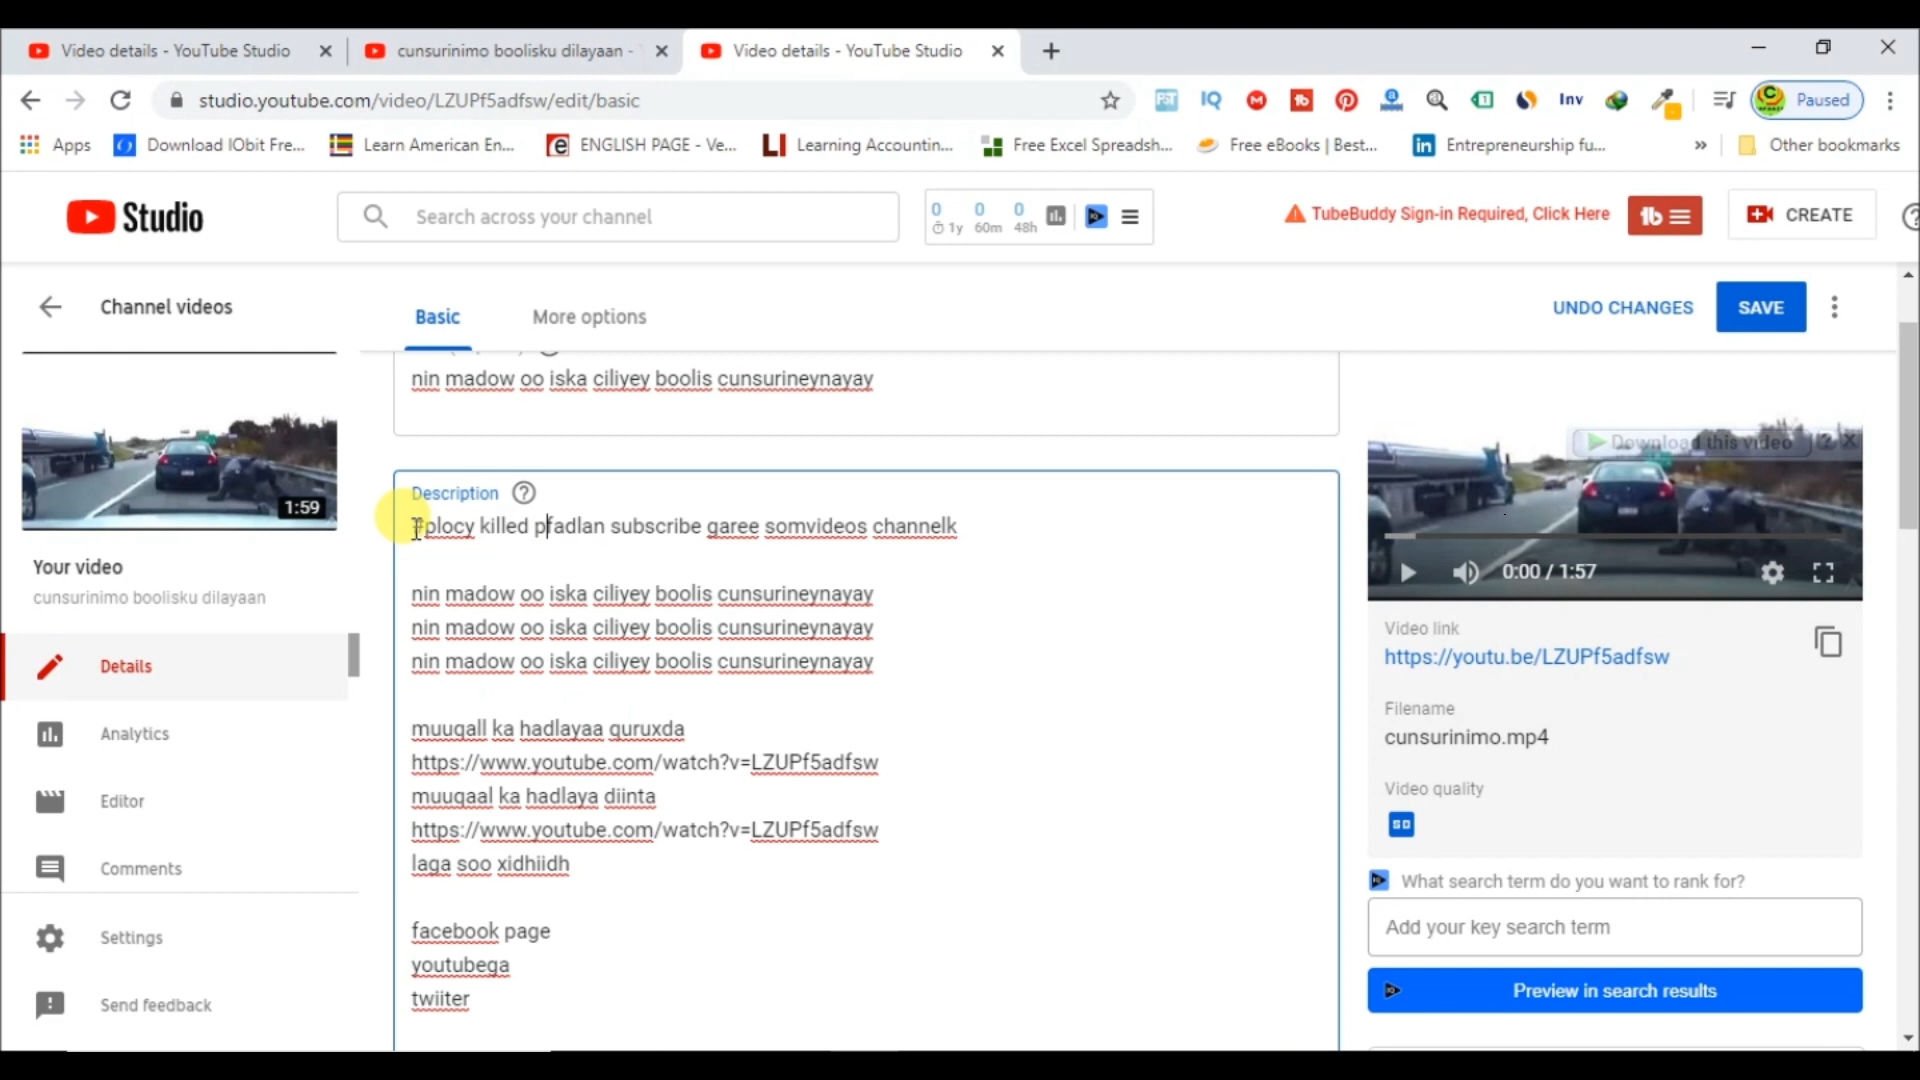 Video details - YouTube Studio
cunsurinimo boolisku dilayaan -
Video details - YouTube Studio
studio.youtube.com/video/LZUPf5adfsw/edit/basic
IQ
Inv
Paused
Apps
Download IObit Fre...
Learn American En...
ENGLISH PAGE - Ve...
Learning Accountin...
Free Excel Spreadsh...
Free eBooks | Best...
Entrepreneurship fu...
»
Other bookmarks
Studio
Search across your channel
0 0 0
1y 60m 48h
TubeBuddy Sign-in Required, Click Here
CREATE
Channel videos
Basic
More options
UNDO CHANGES
SAVE
nin madow oo iska ciliyey boolis cunsurineynayay
1:59
Your video
cunsurinimo boolisku dilayaan
Details
Analytics
Editor
Comments
Settings
Send feedback
Description
#plocy killed pfadlan subscribe garee somvideos channelk
nin madow oo iska ciliyey boolis cunsurineynayay
nin madow oo iska ciliyey boolis cunsurineynayay
nin madow oo iska ciliyey boolis cunsurineynayay
muuqall ka hadlayaa quruxda
https://www.youtube.com/watch?v=LZUPf5adfsw
muuqaal ka hadlaya diinta
https://www.youtube.com/watch?v=LZUPf5adfsw
laga soo xidhiidh
facebook page
youtubega
twiiter
Download this video
0:00 / 1:57
Video link
https://youtu.be/LZUPf5adfsw
Filename
cunsurinimo.mp4
Video quality
SD
What search term do you want to rank for?
Add your key search term
Preview in search results